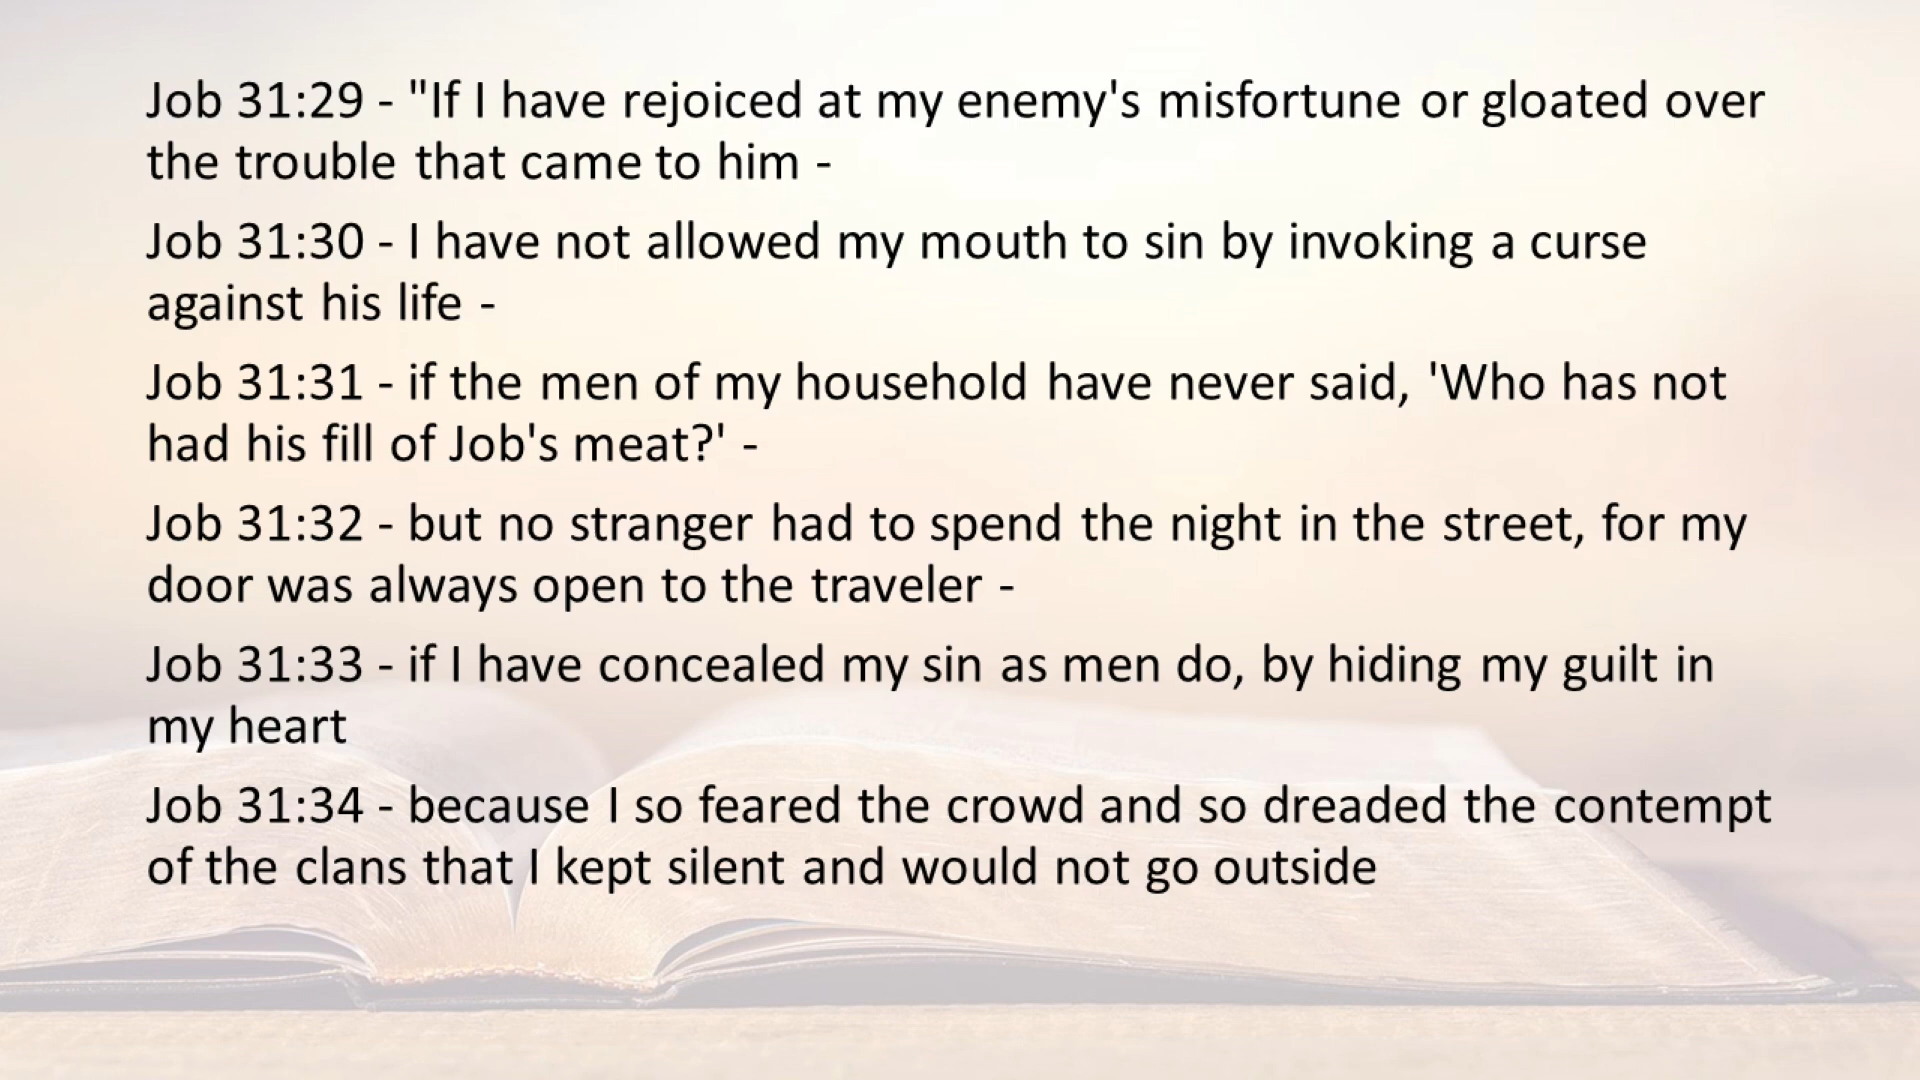 Job 31:29 - "If I have rejoiced at my enemy's misfortune or gloated over
the trouble that came to him -
Job 31:30 - I have not allowed my mouth to sin by invoking a curse
against his life -
Job 31:31 - if the men of my household have never said, 'Who has not
had his fill of Job's meat?' -
Job 31:32 - but no stranger had to spend the night in the street, for my
door was always open to the traveler -
Job 31:33 - if I have concealed my sin as men do, by hiding my guilt in
my heart
Job 31:34 - because I so feared the crowd and so dreaded the contempt
of the clans that I kept silent and would not go outside